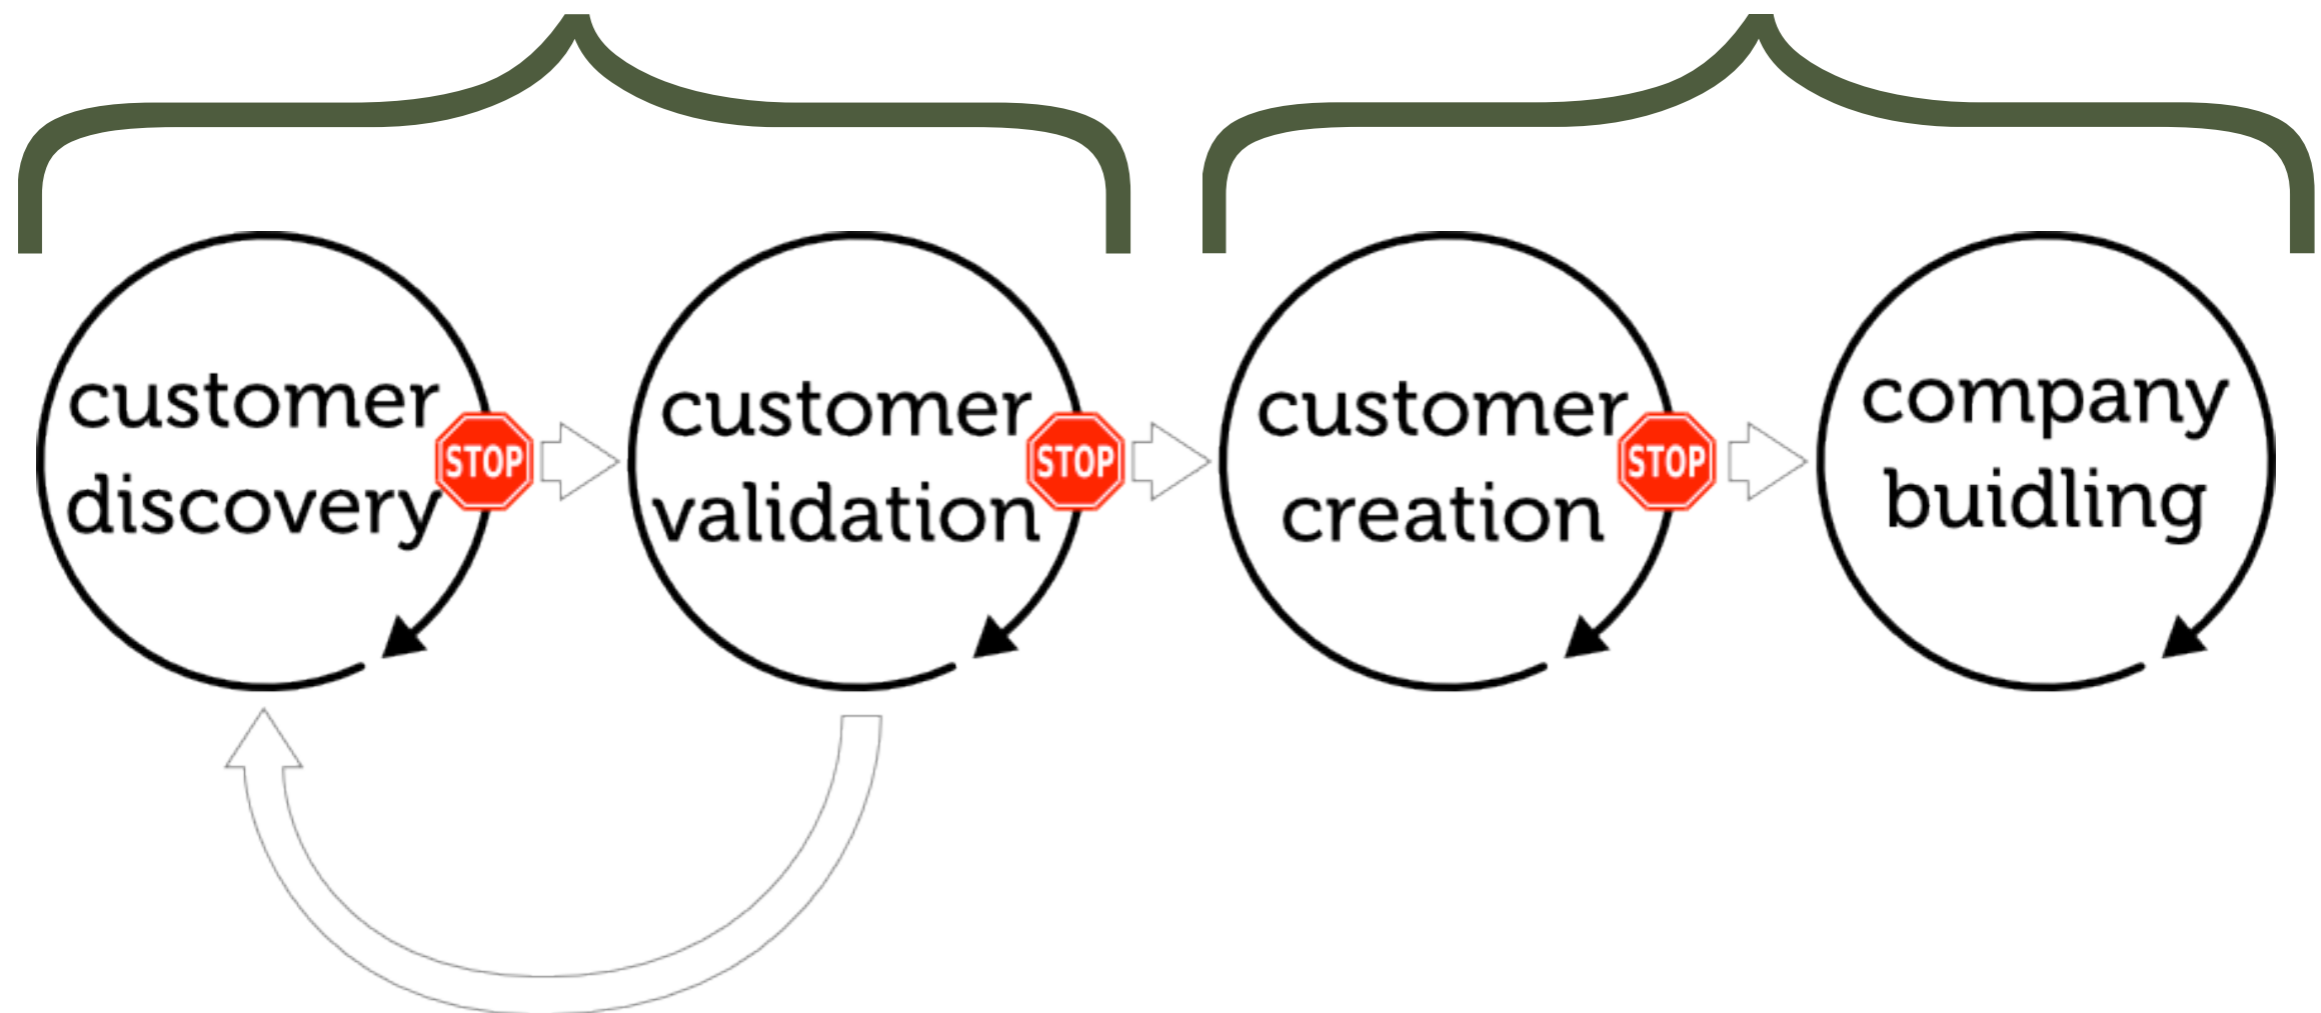 customer
discovery
STOP
customer
validation
STOP
customer
creation
STOP
company
buidling